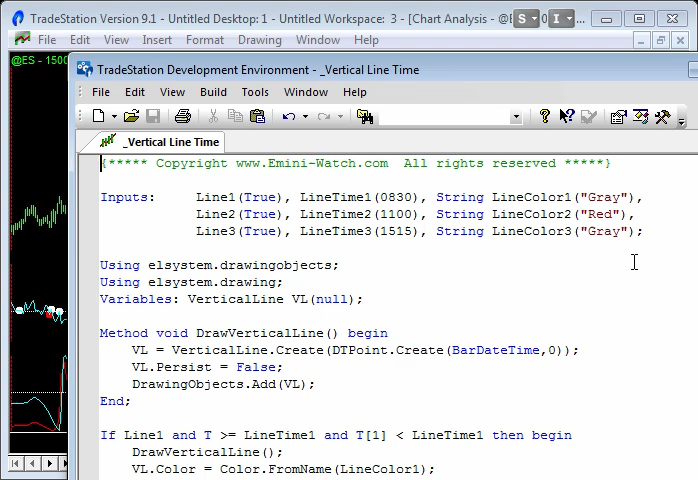 TradeStation Version 9.1 - Untitled Desktop: 1 - Untitled Workspace: 3 - [Chart Analysis - @E
S
I
File Edit View Insert Format Drawing Window Help
@ES - 1500
TradeStation Development Environment - _Vertical Line Time
File Edit View Build Tools Window Help
_Vertical Line Time
{***** Copyright www.Emini-Watch.com All rights reserved *****}
Inputs: Line1(True), LineTime1(0830), String LineColor1("Gray"),
Line2(True), LineTime2(1100), String LineColor2("Red"),
Line3(True), LineTime3(1515), String LineColor3("Gray");
Using elsystem.drawingobjects;
Using elsystem.drawing;
Variables: VerticalLine VL(null);
Method void DrawVerticalLine() begin
VL = VerticalLine.Create(DTPoint.Create(BarDateTime,0));
VL.Persist = False;
DrawingObjects.Add(VL);
End;
If Line1 and T >= LineTime1 and T[1] < LineTime1 then begin
DrawVerticalLine();
VL.Color = Color.FromName(LineColor1);